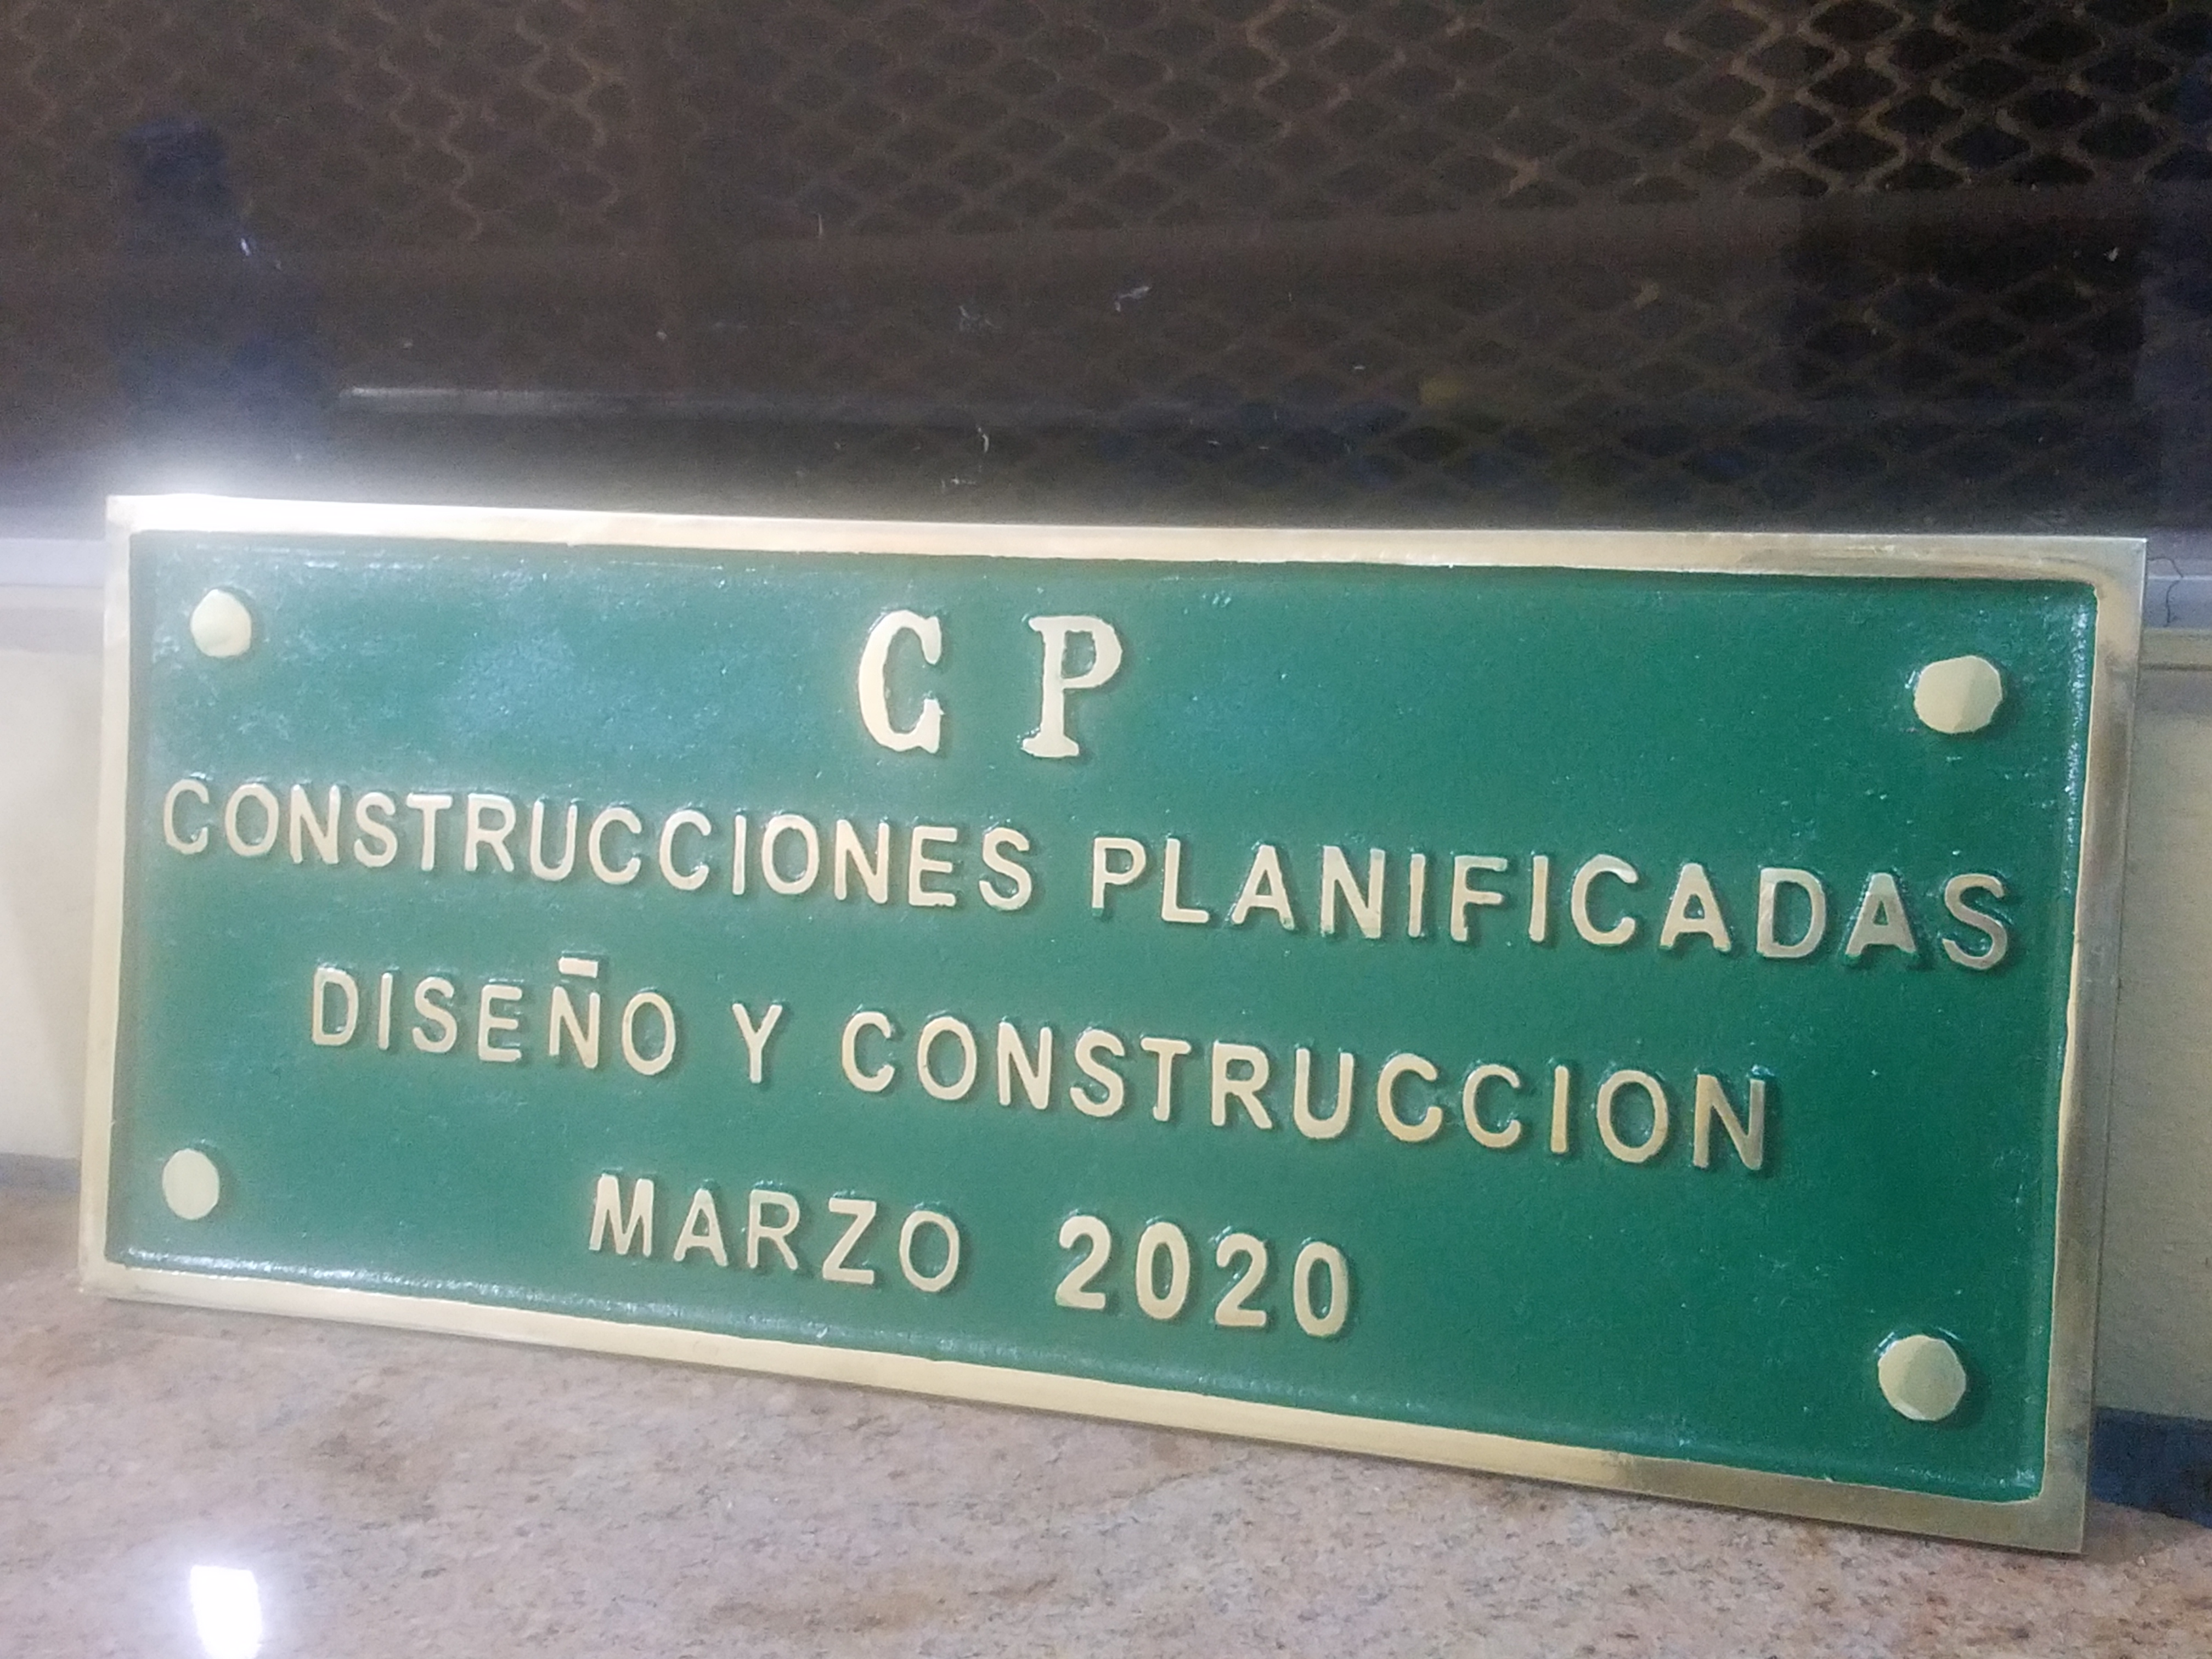 C P
CONSTRUCCIONES PLANIFICADAS
DISEÑO Y CONSTRUCCION
MARZO 2020